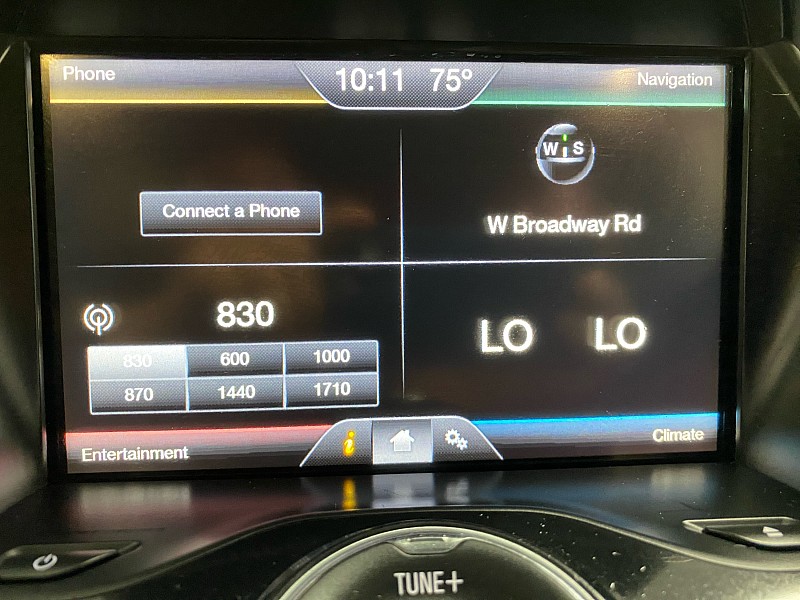 Phone
10:11 75°
Navigation
W S
Connect a Phone
W Broadway Rd
830
830 600 1000
870 1440 1710
LO LO
Entertainment
i
Climate
TUNE+